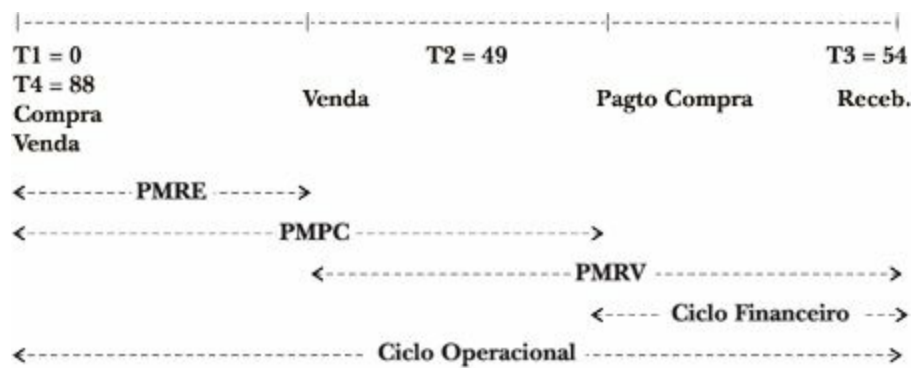 T1 = 0 T2 = 49 T3 = 54
T4 = 88
Compra Venda Pagto Compra Receb.
Venda
PMRE
PMPC
PMRV
Ciclo Financeiro
Ciclo Operacional